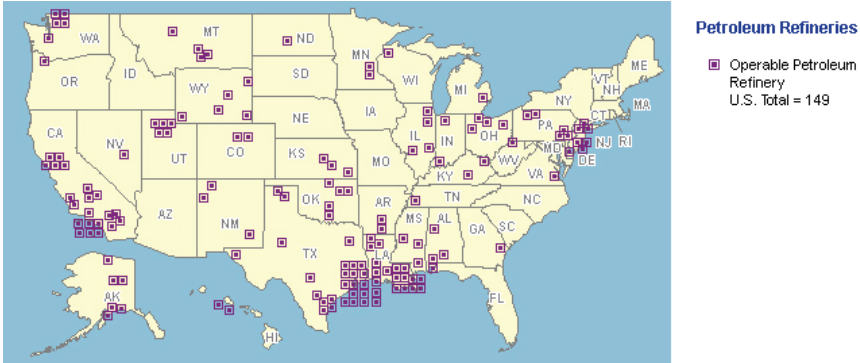 Petroleum Refineries
Operable Petroleum
Refinery
U.S. Total = 149
WA
MT
ND
MN
ME
OR
ID
SD
WI
MI
VT
NH
WY
NY
MA
IA
CT
RI
CA
NV
NE
IL
IN
OH
PA
NJ
UT
CO
KS
MO
WV
MD
DE
KY
VA
AZ
NM
OK
AR
TN
NC
MS
AL
GA
SC
TX
LA
FL
AK
HI